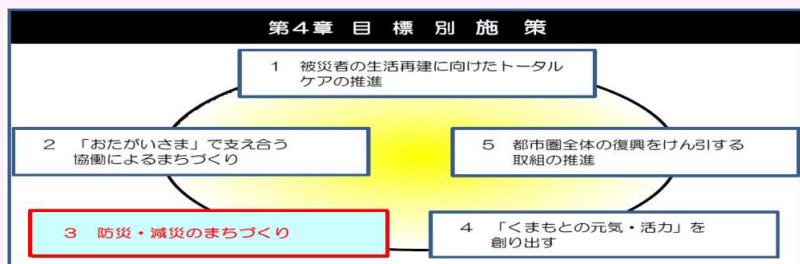 第４章 目 標 別 施 策
１ 被災者の生活再建に向けたトータル
ケアの推進
２ 「おたがいさま」で支え合う
協働によるまちづくり
５ 都市圏全体の復興をけん引する
取組の推進
３ 防災・減災のまちづくり
４ 「くまもとの元気・活力」を
創り出す